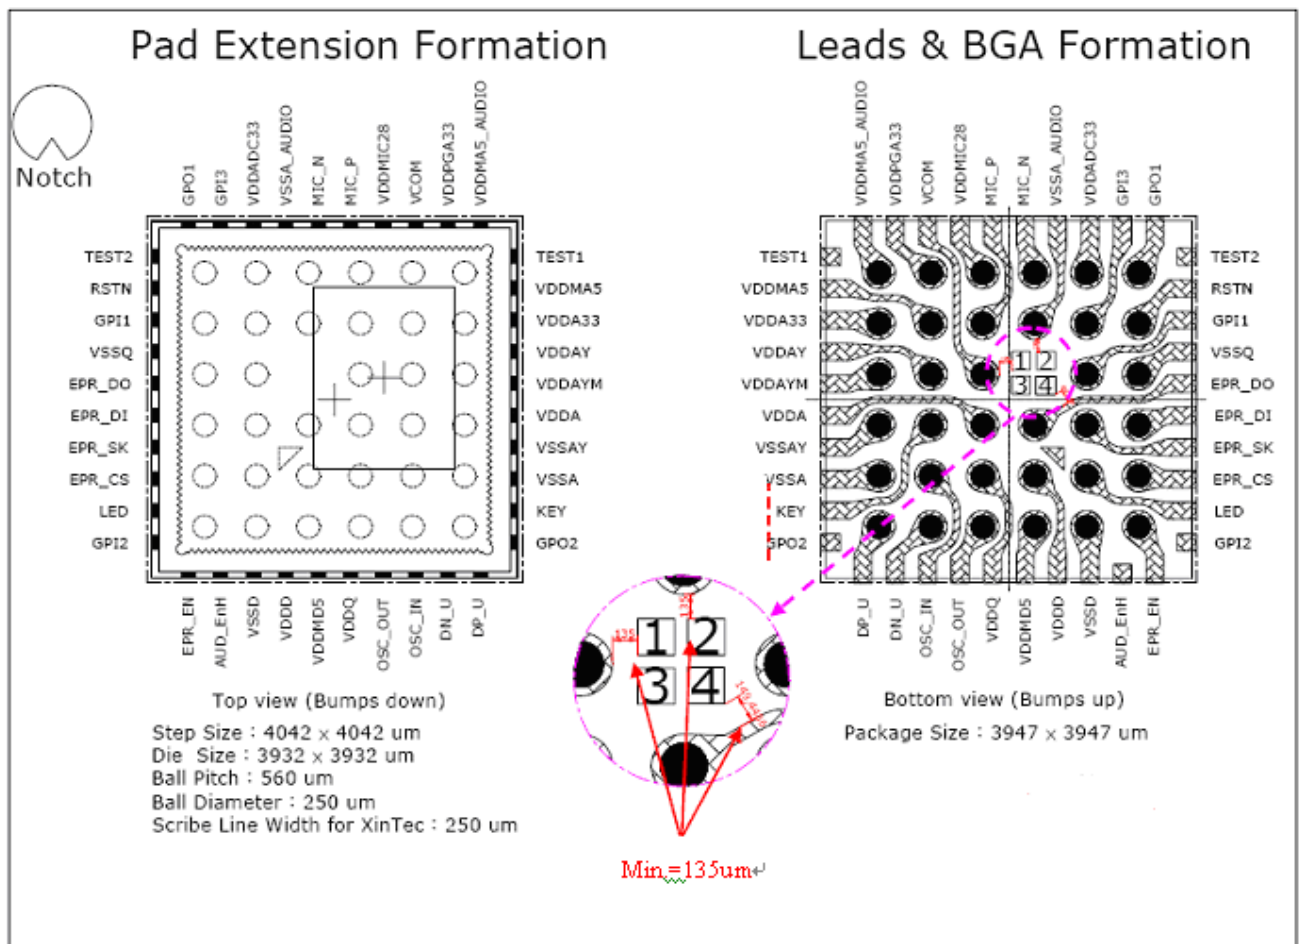 Pad Extension Formation
Leads & BGA Formation
Notch
GPO1
GPI3
VDDADC33
VSSA_AUDIO
MIC_N
MIC_P
VDDMIC28
VCOM
VDDPGA33
VDDMA5_AUDIO
VDDMA5_AUDIO
VDDPGA33
VCOM
VDDMIC28
MIC_P
MIC_N
VSSA_AUDIO
VDDADC33
GPI3
GPO1
TEST2
RSTN
GPI1
VSSQ
EPR_DO
EPR_DI
EPR_SK
EPR_CS
LED
GPI2
TEST1
VDDMA5
VDDA33
VDDAY
VDDAYM
VDDA
VSSAY
VSSA
KEY
GPO2
TEST1
VDDMA5
VDDA33
VDDAY
VDDAYM
VDDA
VSSAY
VSSA
KEY
GPO2
1 2
3 4
TEST2
RSTN
GPI1
VSSQ
EPR_DO
EPR_DI
EPR_SK
EPR_CS
LED
GPI2
EPR_EN
AUD_EnH
VSSD
VDDD
VDDMD5
VDDQ
OSC_OUT
OSC_IN
DN_U
DP_U
DP_U
DN_U
OSC_IN
OSC_OUT
VDDQ
VDDMD5
VDD
VSSD
AUD_EnH
EPR_EN
135
135
1 2
3 4
Top view (Bumps down)
Step Size : 4042 x 4042 um
Die Size : 3932 x 3932 um
Ball Pitch : 560 um
Ball Diameter : 250 um
Scribe Line Width for XinTec : 250 um
Bottom view (Bumps up)
Package Size : 3947 x 3947 um
Min.=135um↵